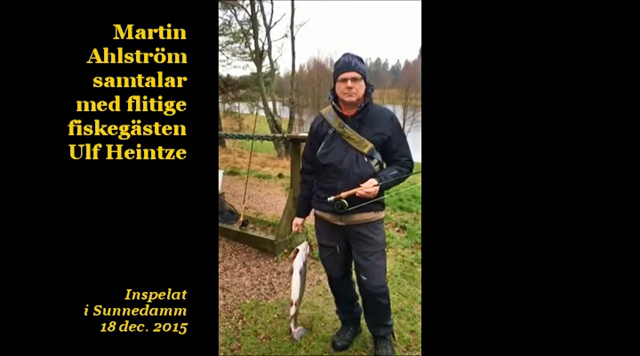 Martin
Ahlström
samtalar
med flitige
fiskegästen
Ulf Heintze
Inspelat
i Sunnedamm
18 dec. 2015